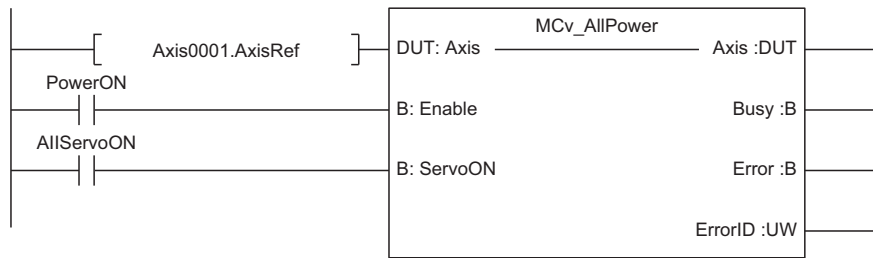 MCv_AllPower
Axis0001.AxisRef
DUT: Axis
Axis :DUT
PowerON
B: Enable
Busy :B
AllServoON
B: ServoON
Error :B
ErrorID :UW